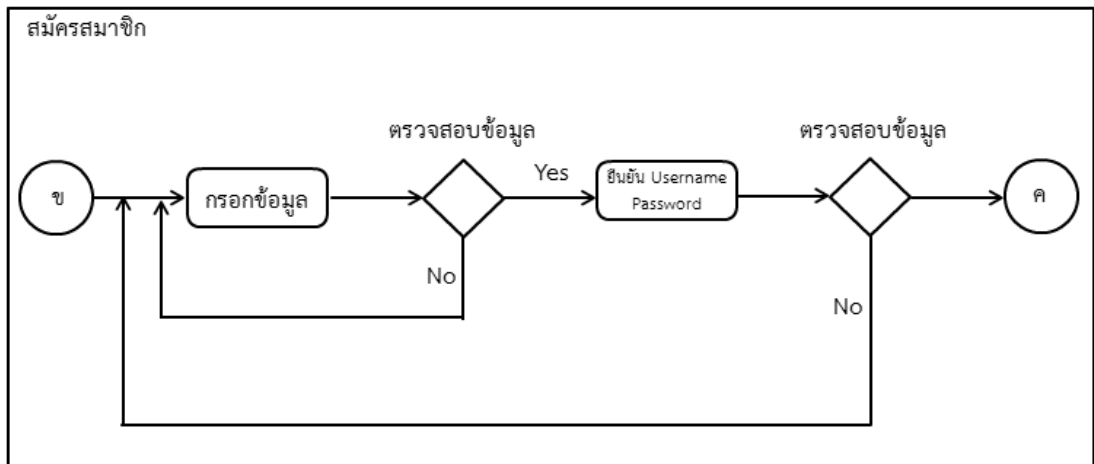 สมัครสมาชิก
ตรวจสอบข้อมูล
ตรวจสอบข้อมูล
ข
กรอกข้อมูล
Yes
ยืนยัน Username
Password
ค
No
No